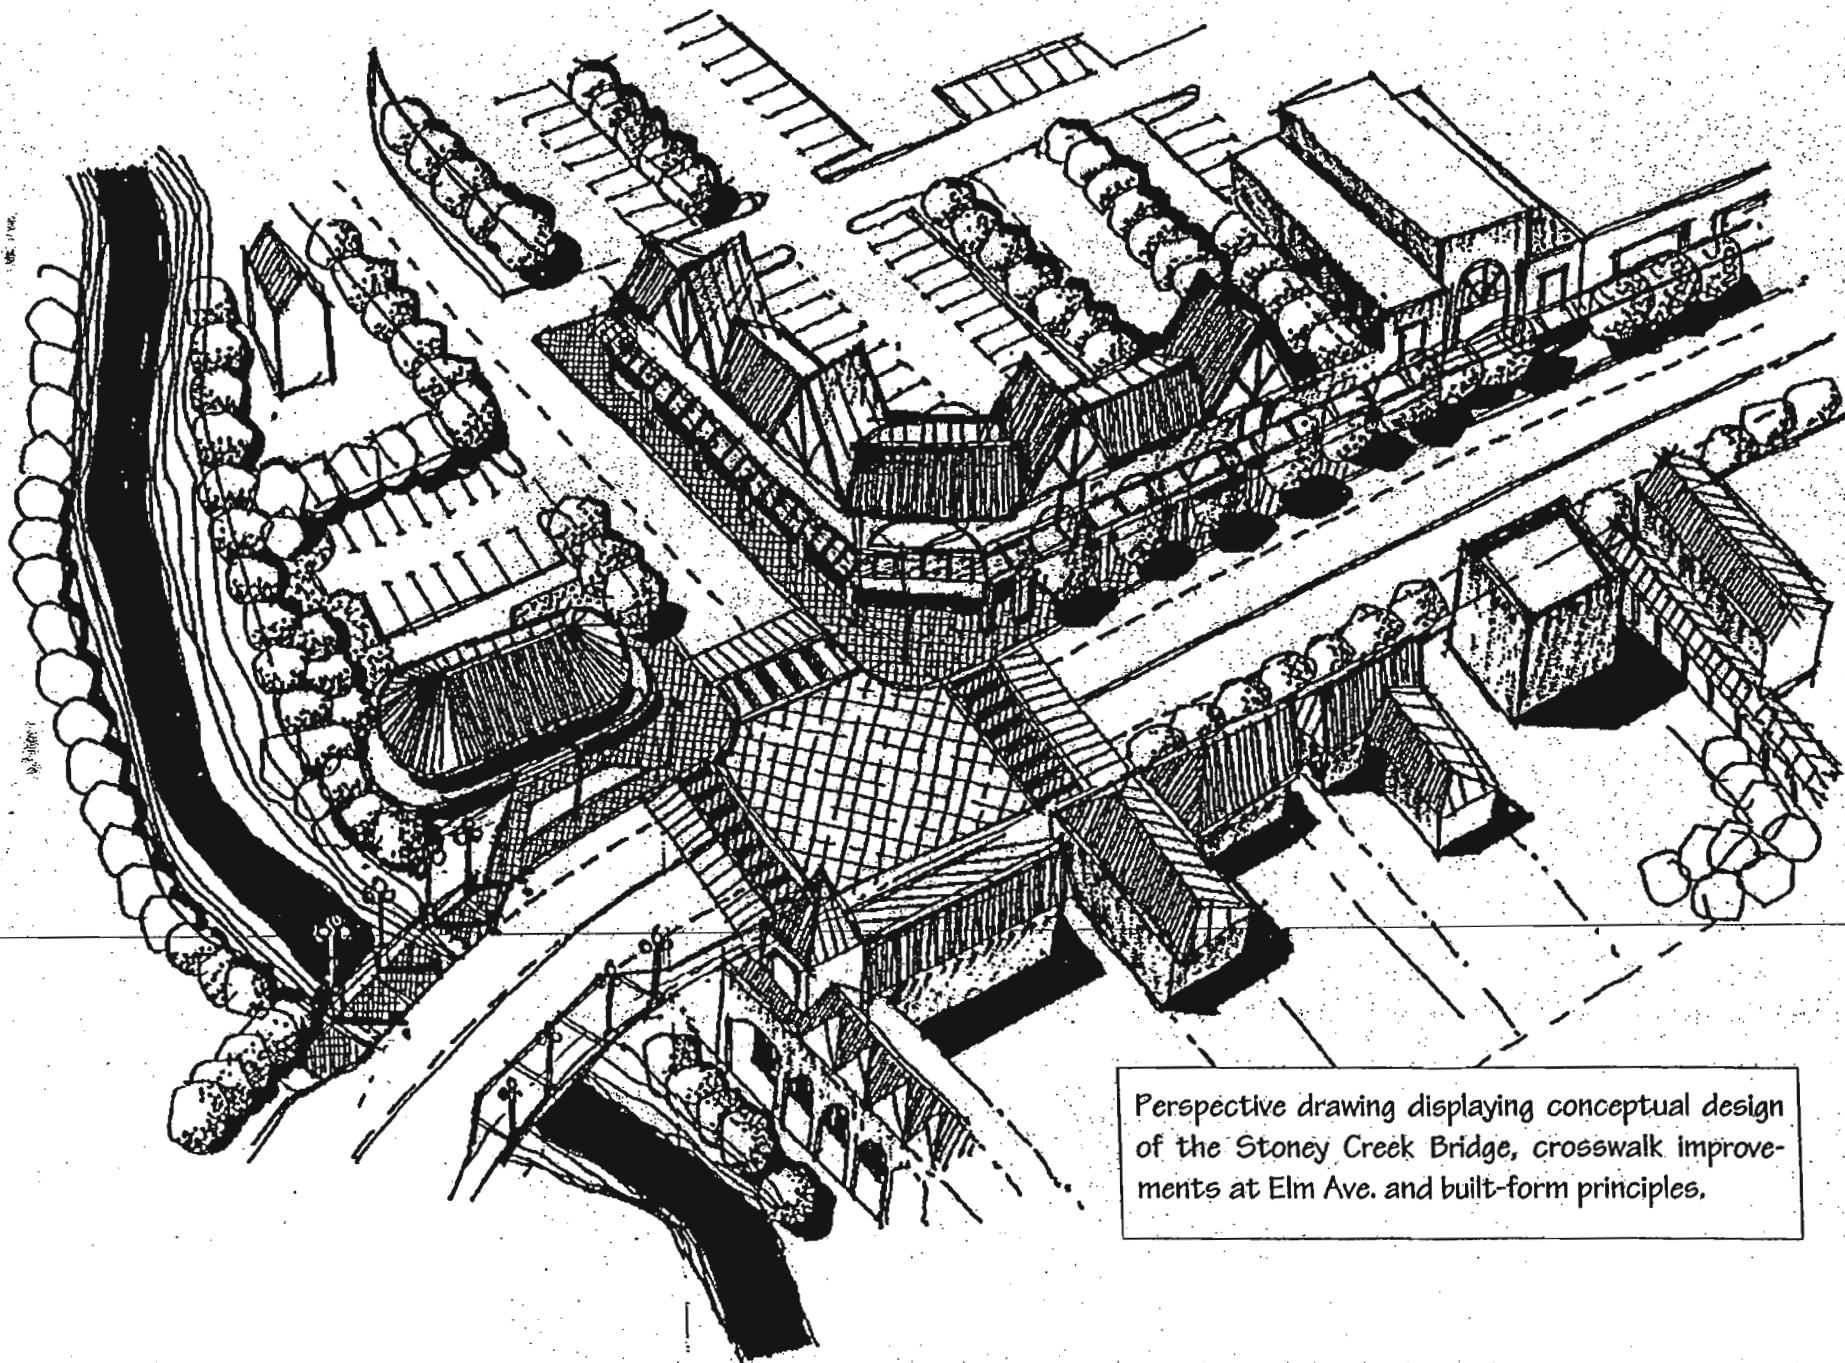 Perspective drawing displaying conceptual design
of the Stoney Creek Bridge, crosswalk improve-
ments at Elm Ave. and built-form principles.